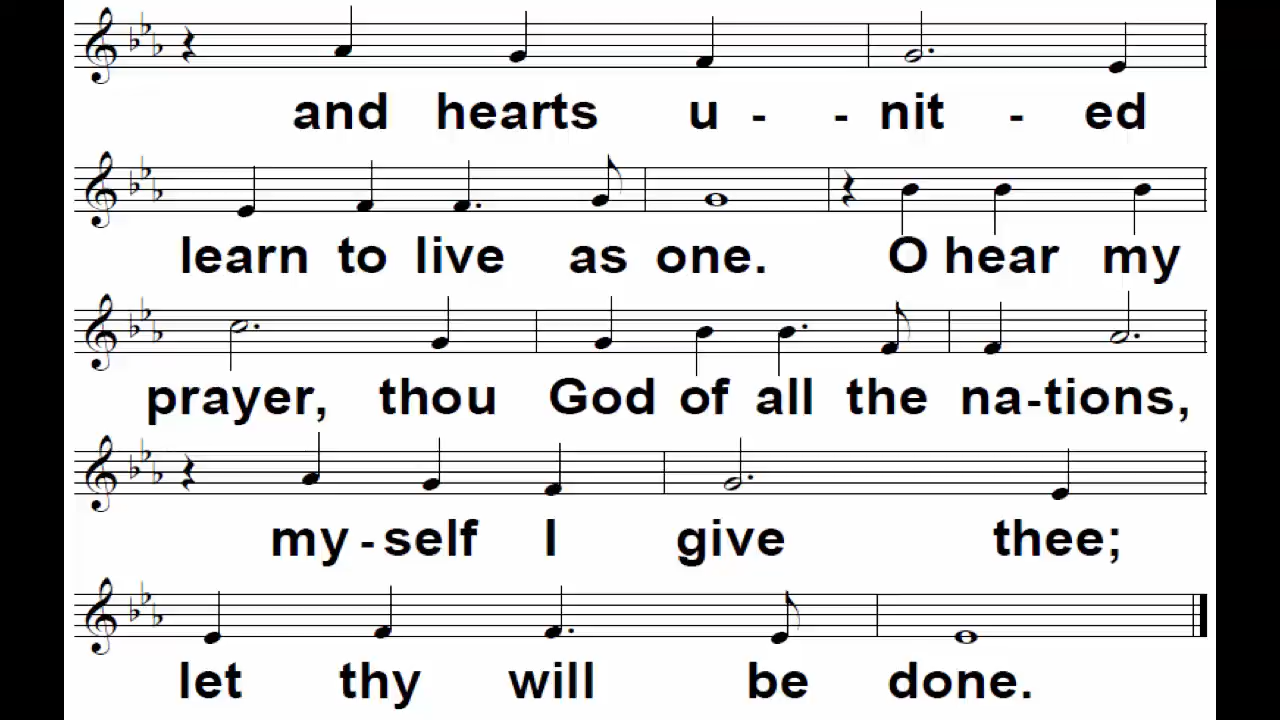 and hearts u - - nit - ed
learn to live as one. O hear my
prayer, thou God of all the na-tions,
my-self I give thee;
let thy will be done.